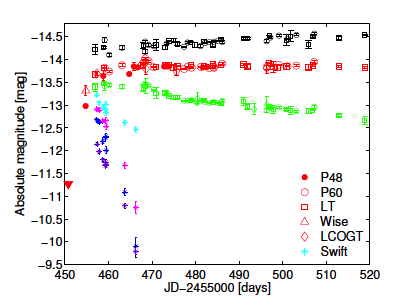 -14.5
-14
-13.5
-13
-12.5
-12
-11.5
-11
-10.5
-10
-9.5
Absolute magnitude [mag]
P48
P60
LT
Wise
LCOGT
Swift
450 460 470 480 490 500 510 520
JD-2455000 [days]